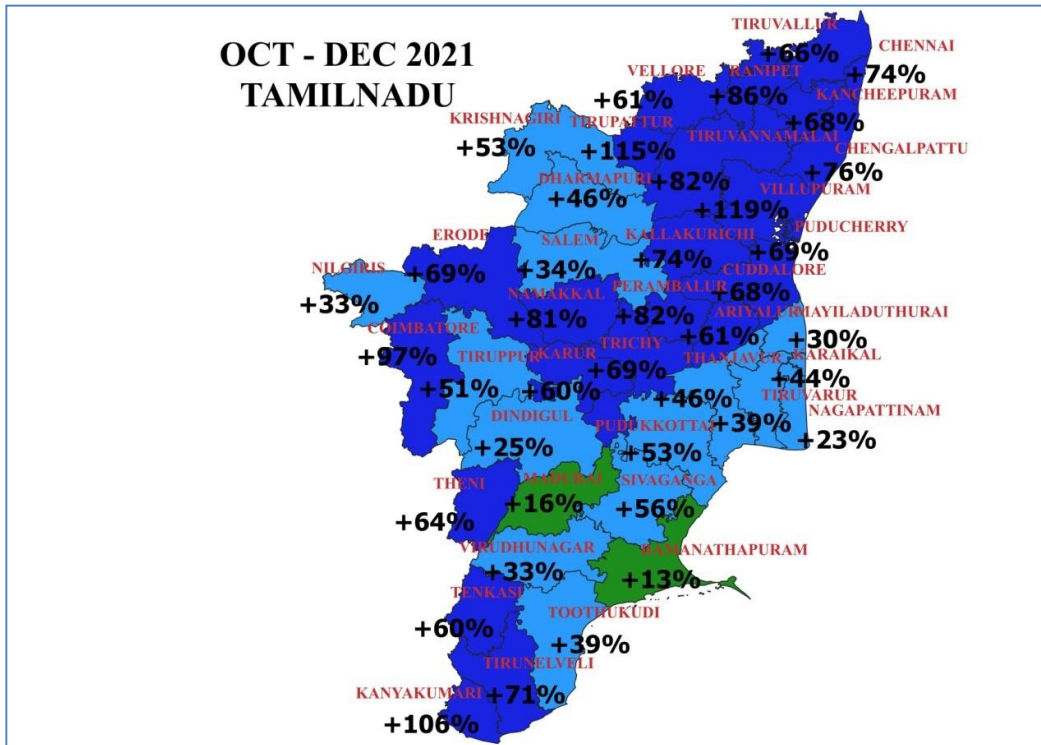 OCT - DEC 2021
TAMILNADU
TIRUVALLUR
+66%
CHENNAI
+74%
VELLORE
+61%
RANIPET
+86%
KANCHEEPURAM
+68%
KRISHNAGIRI
+53%
TIRUPATTUR
+115%
TIRUVANNAMALAI
+82%
CHENGALPATTU
+76%
DHARMAPURI
+46%
VILLUPURAM
+119%
PUDUCHERRY
+69%
ERODE
+69%
SALEM
+34%
KALLAKURICHI
+74%
CUDDALORE
+68%
NILGIRIS
+33%
NAMAKKAL
+81%
PERAMBALUR
+82%
ARIYALUR
+61%
MAYILADUTHURAI
+30%
COIMBATORE
+97%
TIRUPPUR
+51%
KARUR
+60%
TRICHY
+69%
THANJAVUR
+46%
KARAIKAL
+44%
TIRUVARUR
+39%
NAGAPATTINAM
+23%
DINDIGUL
+25%
PUDUKKOTTAI
+53%
THENI
+64%
MADURAI
+16%
SIVAGANGA
+56%
VIRUDHUNAGAR
+33%
RAMANATHAPURAM
+13%
TENKASI
+60%
TOOTHUKUDI
+39%
TIRUNELVELI
+71%
KANYAKUMARI
+106%